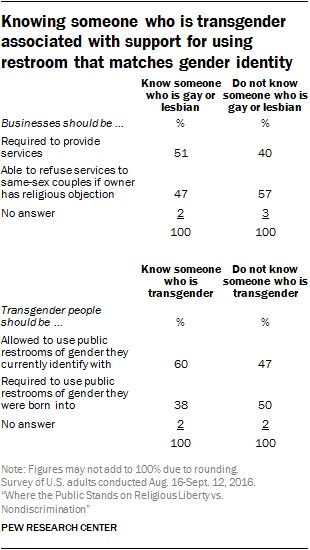 Knowing someone who is transgender
associated with support for using
restroom that matches gender identity
Know someone who is gay or lesbian Do not know someone who is gay or lesbian
Businesses should be ... % %
Required to provide
services 51 40
Able to refuse services to
same-sex couples if owner
has religious objection 47 57
No answer 2 3
100 100
Know someone who is transgender Do not know someone who is transgender
Transgender people
should be ... % %
Allowed to use public
restrooms of gender they
currently identify with 60 47
Required to use public
restrooms of gender they
were born into 38 50
No answer 2 2
100 100
Note: Figures may not add to 100% due to rounding.
Survey of U.S. adults conducted Aug. 16-Sept. 12, 2016.
"Where the Public Stands on Religious Liberty vs.
Nondiscrimination"
PEW RESEARCH CENTER